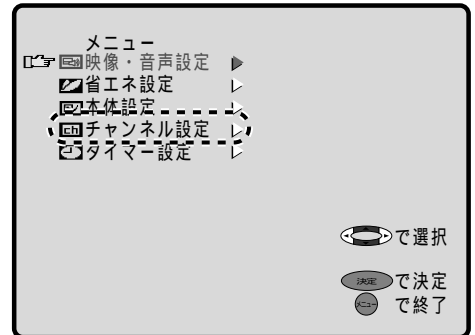 メニュー
映像・音声設定
省エネ設定
本体設定
ch チャンネル設定
タイマー設定
で選択
決定 で決定
メニュー で終了